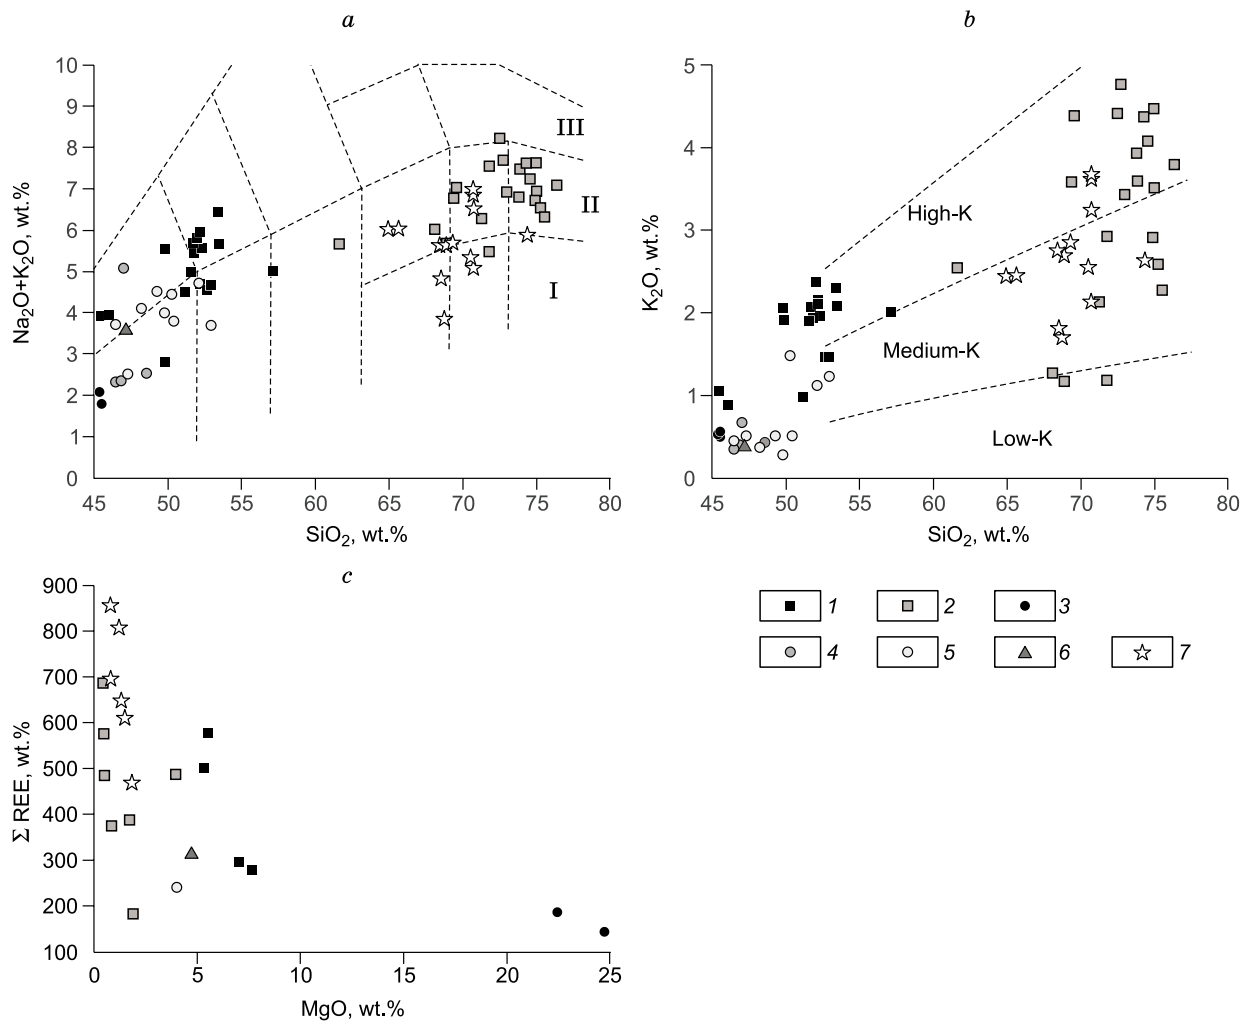 a
b
10
9
8
7
6
5
4
3
2
1
0
Na2O+K2O, wt.%
III
II
I
45 50 55 60 65 70 75 80
SiO2, wt.%
5
4
3
2
1
0
K2O, wt.%
High-K
Medium-K
Low-K
45 50 55 60 65 70 75 80
SiO2, wt.%
c
900
800
700
600
500
400
300
200
100
Σ REE, wt.%
0 5 10 15 20 25
MgO, wt.%
1 2 3
4 5 6 7